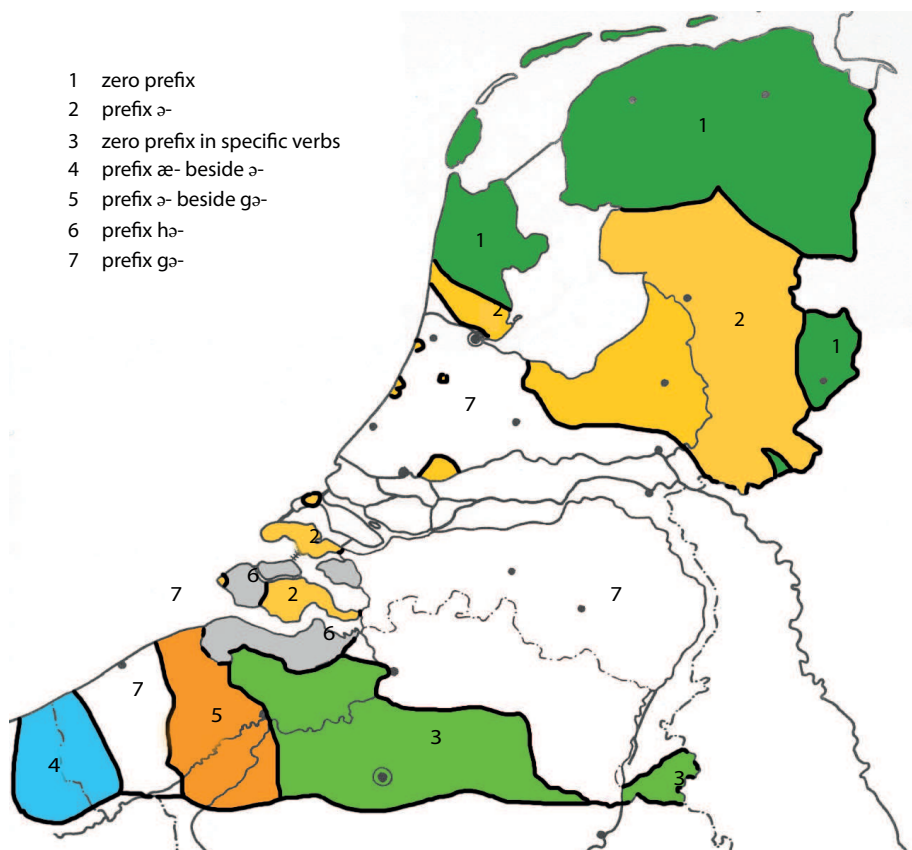 1 zero prefix
2 prefix ə-
3 zero prefix in specific verbs
4 prefix æ- beside ə-
5 prefix ə- beside gə-
6 prefix hə-
7 prefix gə-
1
1
2
2
1
7
2
6
7
2
7
6
7
5
3
4
3